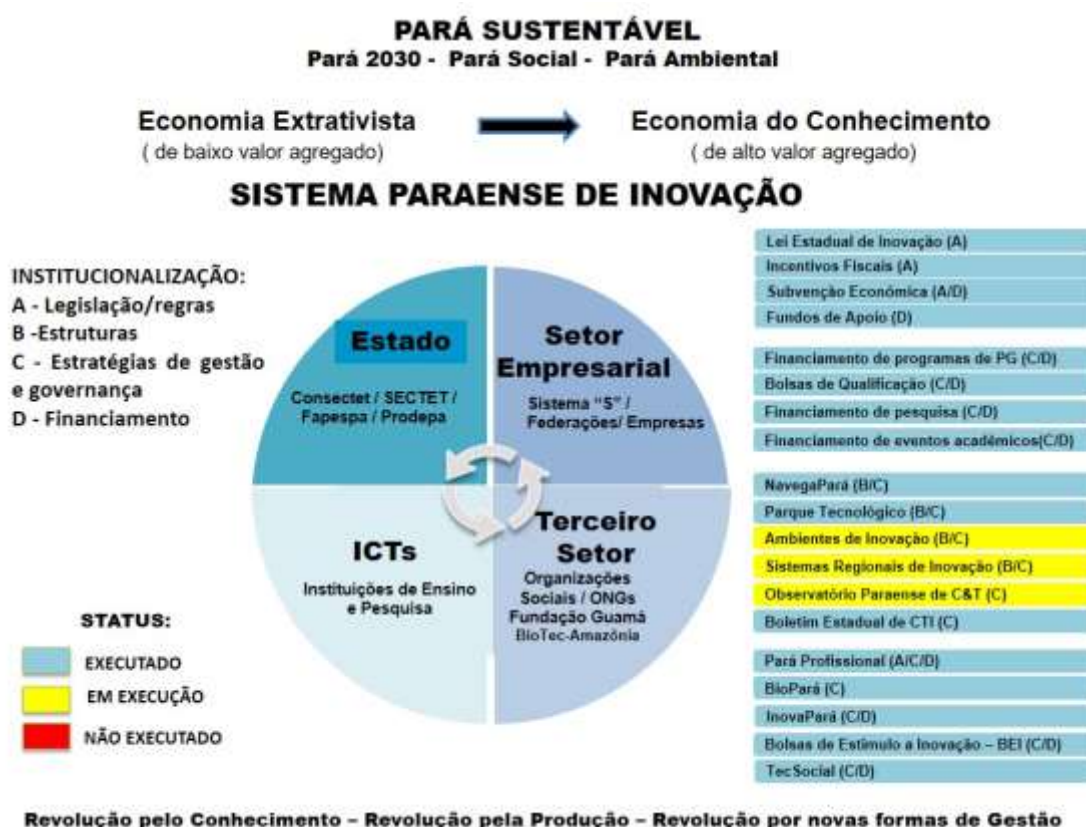 PARÁ SUSTENTÁVEL
Pará 2030 - Pará Social - Pará Ambiental
Economia Extrativista
( de baixo valor agregado)
Economia do Conhecimento
( de alto valor agregado)
SISTEMA PARAENSE DE INOVAÇÃO
INSTITUCIONALIZAÇÃO:
A - Legislação/regras
B -Estruturas
C - Estratégias de gestão
e governança
D - Financiamento
Estado
Consectet / SECTET /
Fapespa / Prodepa
Setor
Empresarial
Sistema "S" /
Federações/ Empresas
ICTs
Instituições de Ensino
e Pesquisa
Terceiro
Setor
Organizações
Sociais / ONGs
Fundação Guamá
BioTec-Amazônia
STATUS:
EXECUTADO
EM EXECUÇÃO
NÃO EXECUTADO
Lei Estadual de Inovação (A)
Incentivos Fiscais (A)
Subvenção Económica (A/D)
Fundos de Apoio (D)
Financiamento de programas de PG (C/D)
Bolsas de Qualificação (C/D)
Financiamento de pesquisa (C/D)
Financiamento de eventos académicos(C/D)
NavegaPará (B/C)
Parque Tecnológico (B/C)
Ambientes de Inovação (B/C)
Sistemas Regionais de Inovação (B/C)
Observatório Paraense de C&T (C)
Boletim Estadual de CTI (C)
Pará Profissional (A/C/D)
BioPará (C)
InovaPará (C/D)
Bolsas de Estímulo a Inovação – BEI (C/D)
TecSocial (C/D)
Revolução pelo Conhecimento – Revolução pela Produção – Revolução por novas formas de Gestão